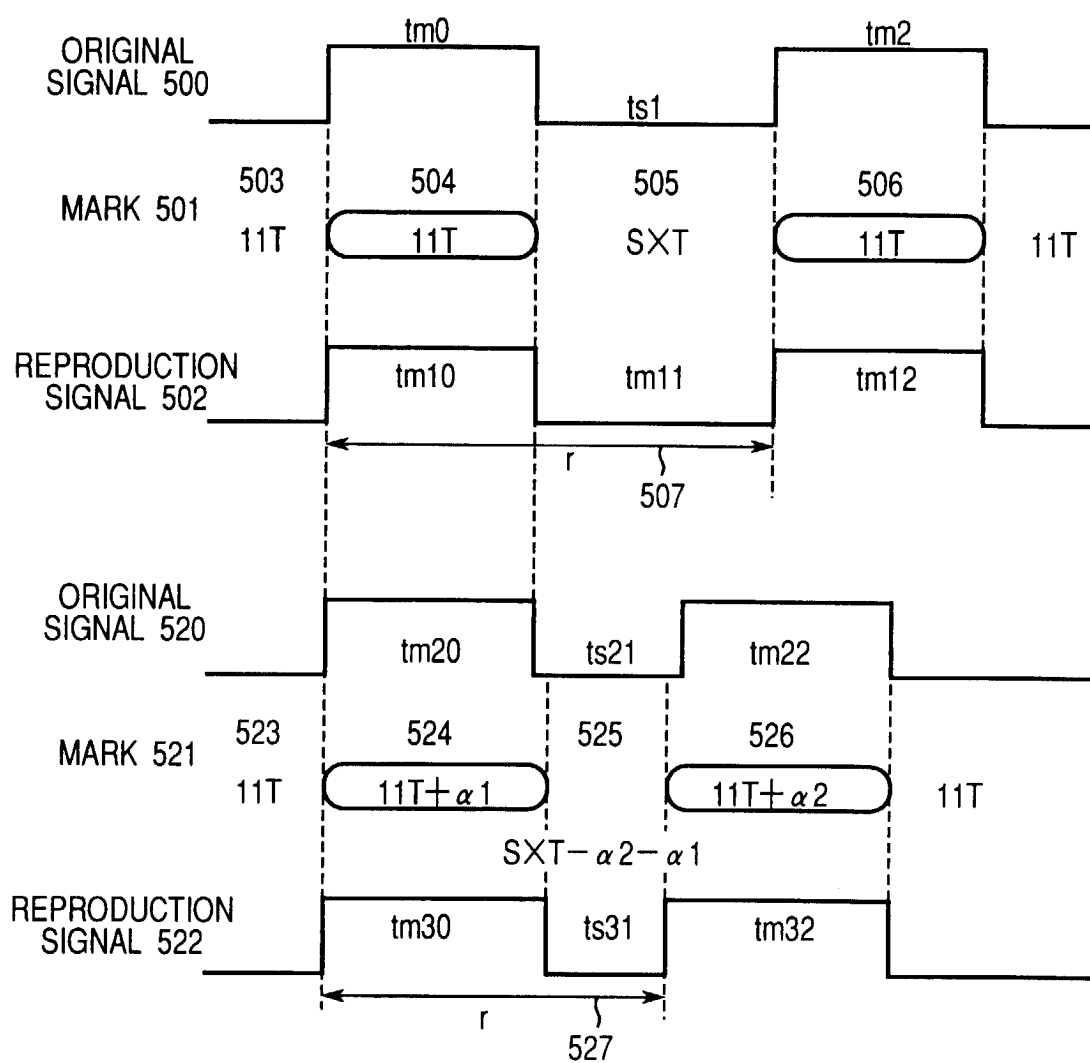 tm0
tm2
ORIGINAL
SIGNAL 500
ts1
503 504 505 506
MARK 501
11T 11T SXT 11T 11T
REPRODUCTION
SIGNAL 502
tm10 tm11 tm12
r
507
ORIGINAL
SIGNAL 520
tm20 ts21 tm22
523 524 525 526
MARK 521
11T 11T+α1 11T+α2 11T
SXT-α2-α1
REPRODUCTION
SIGNAL 522
tm30 ts31 tm32
r
527